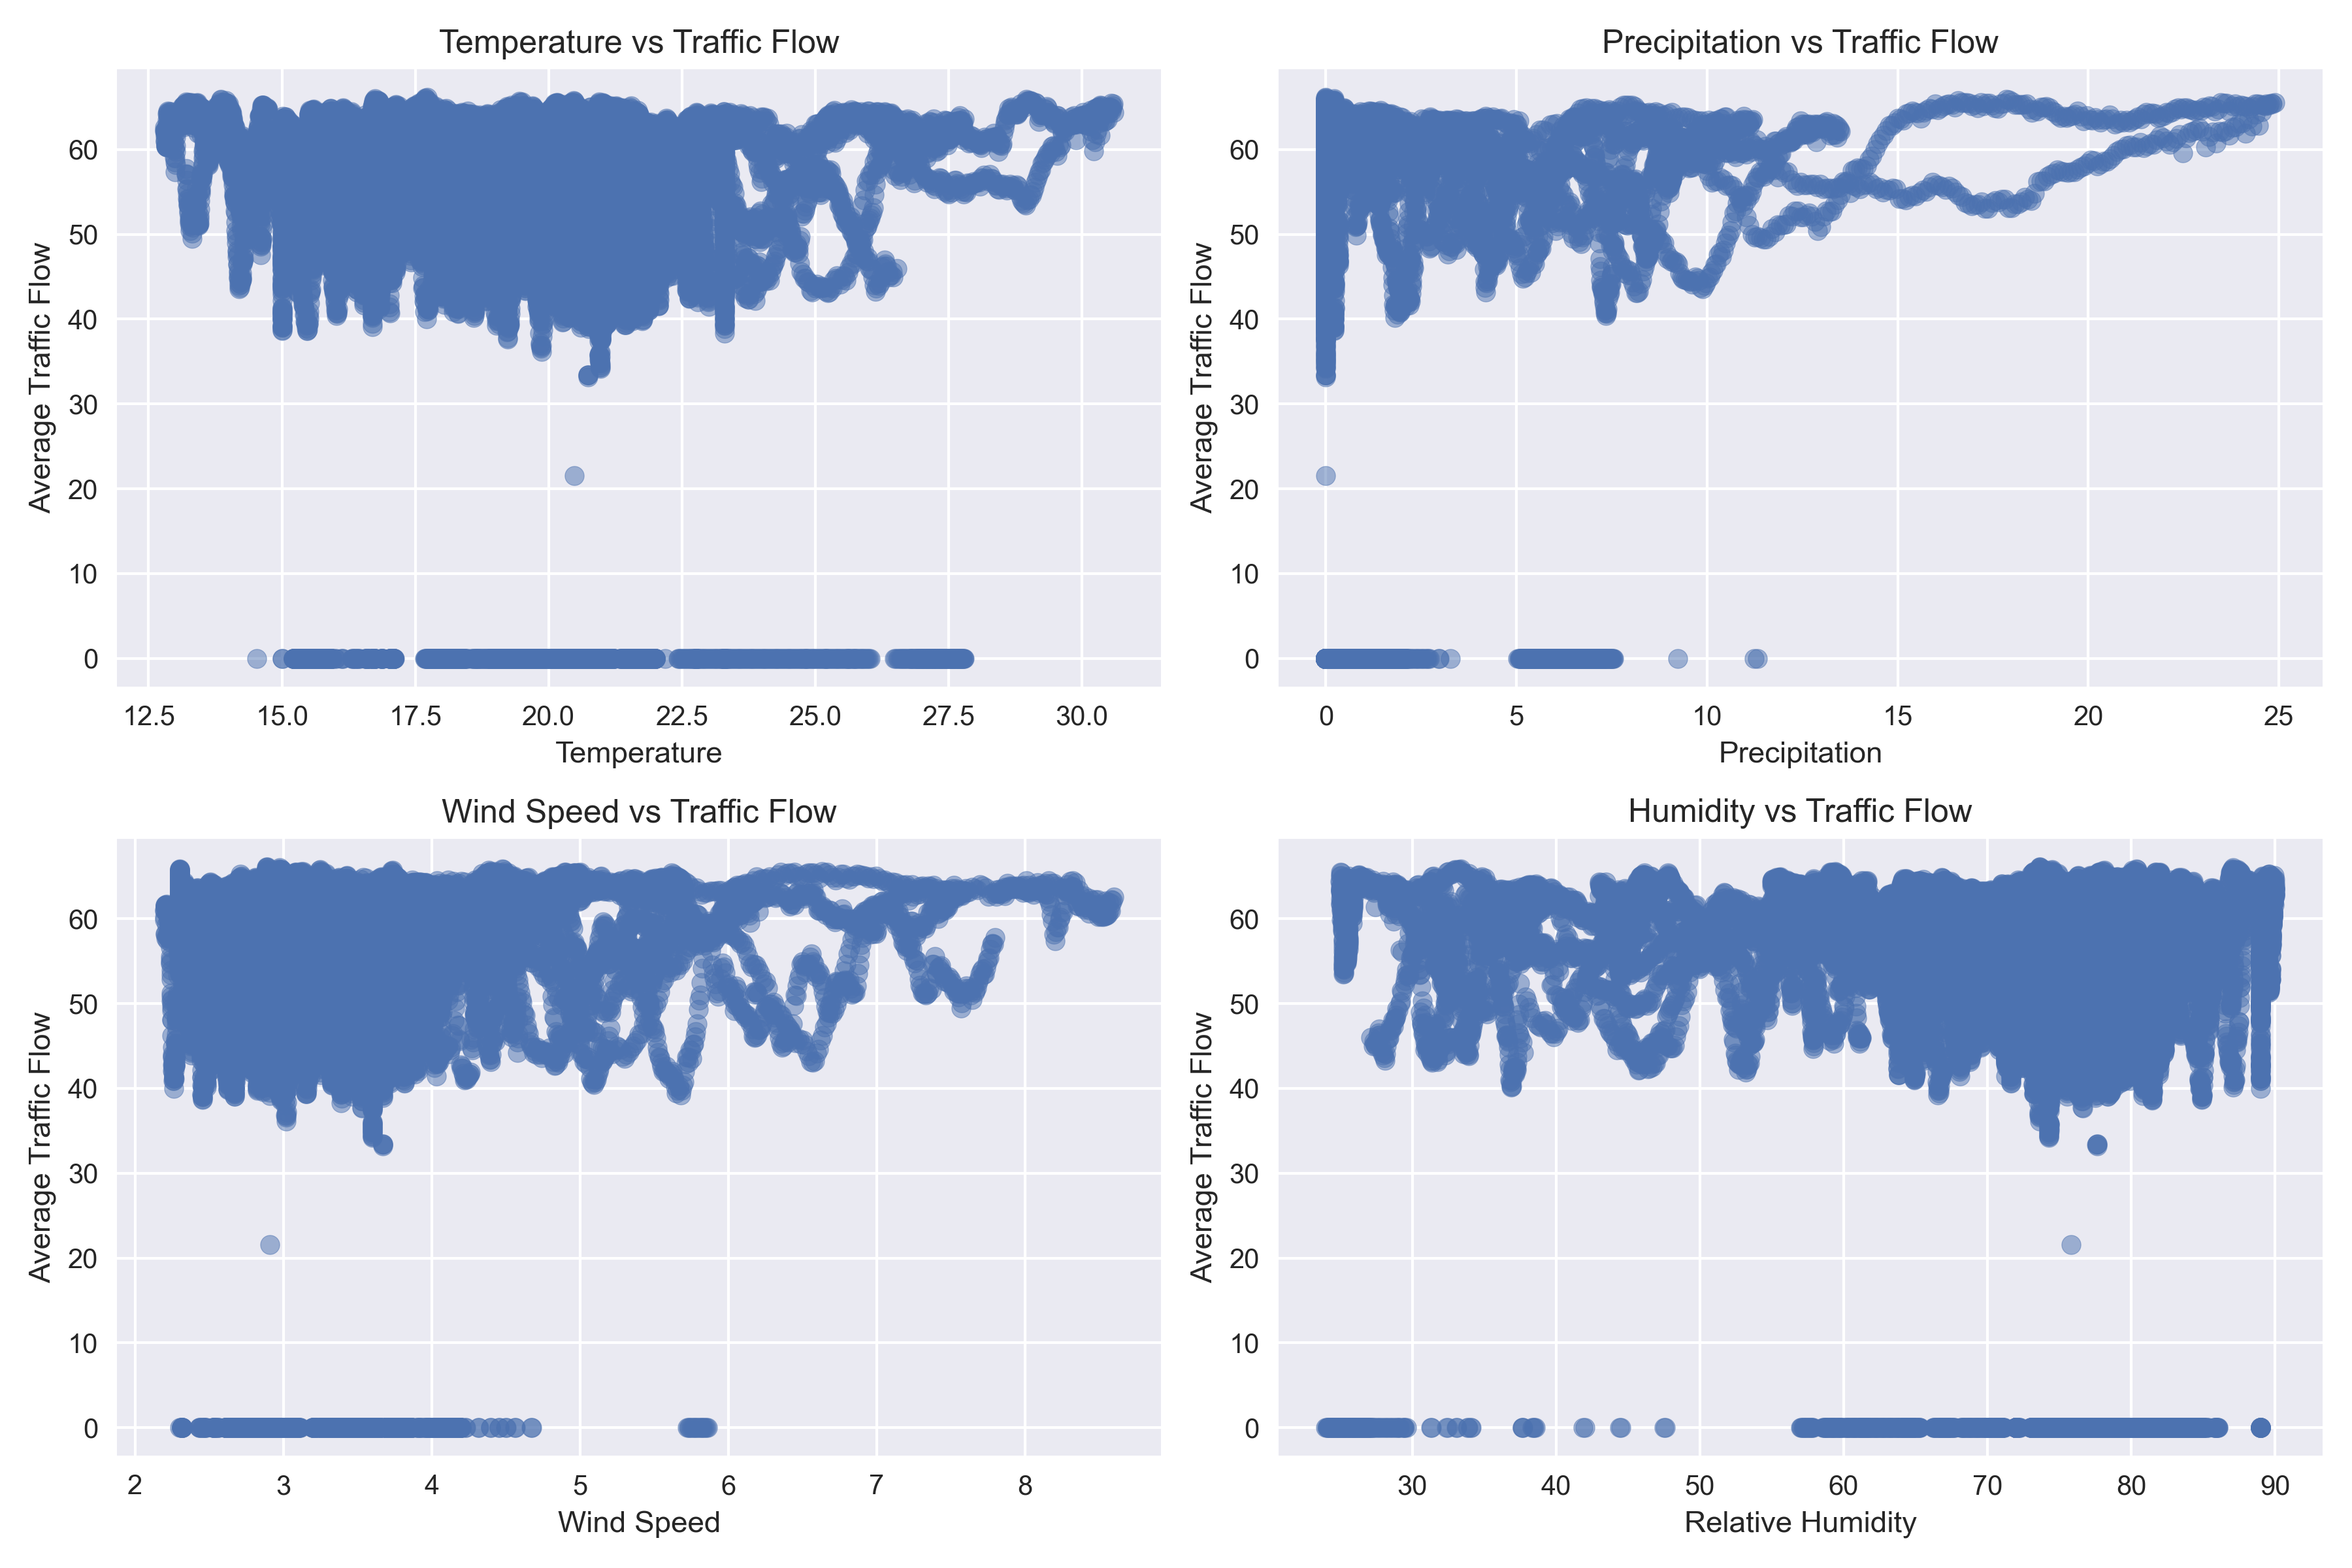 Temperature vs Traffic Flow
Average Traffic Flow
60
50
40
30
20
10
0
12.5 15.0 17.5 20.0 22.5 25.0 27.5 30.0
Temperature
Precipitation vs Traffic Flow
Average Traffic Flow
60
50
40
30
20
10
0
0 5 10 15 20 25
Precipitation
Wind Speed vs Traffic Flow
Average Traffic Flow
60
50
40
30
20
10
0
2 3 4 5 6 7 8
Wind Speed
Humidity vs Traffic Flow
Average Traffic Flow
60
50
40
30
20
10
0
30 40 50 60 70 80 90
Relative Humidity